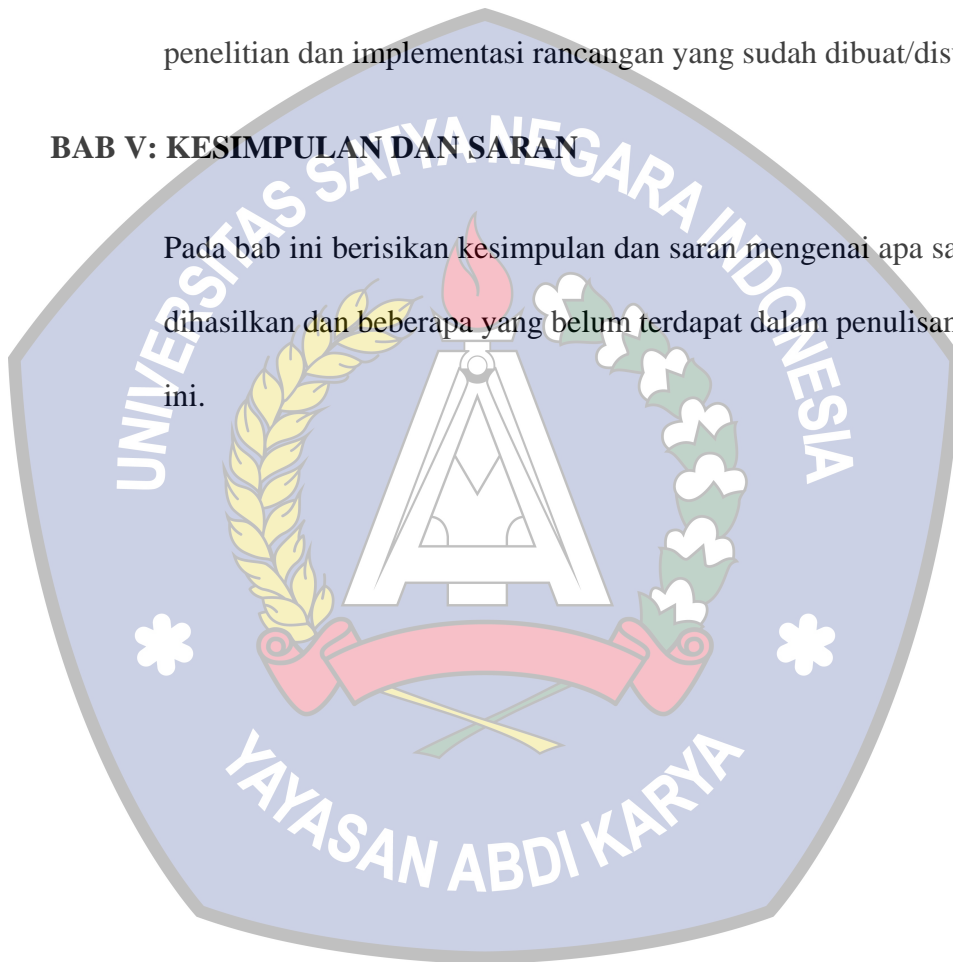 penelitian dan implementasi rancangan yang sudah dibuat/dis
BAB V: KESIMPULAN DAN SARAN
Pada bab ini berisikan kesimpulan dan saran mengenai apa sa
dihasilkan dan beberapa yang belum terdapat dalam penulisan
ini.
UNIVERSITAS SATYA NEGARA INDONESIA
YAYASAN ABDI KARYA